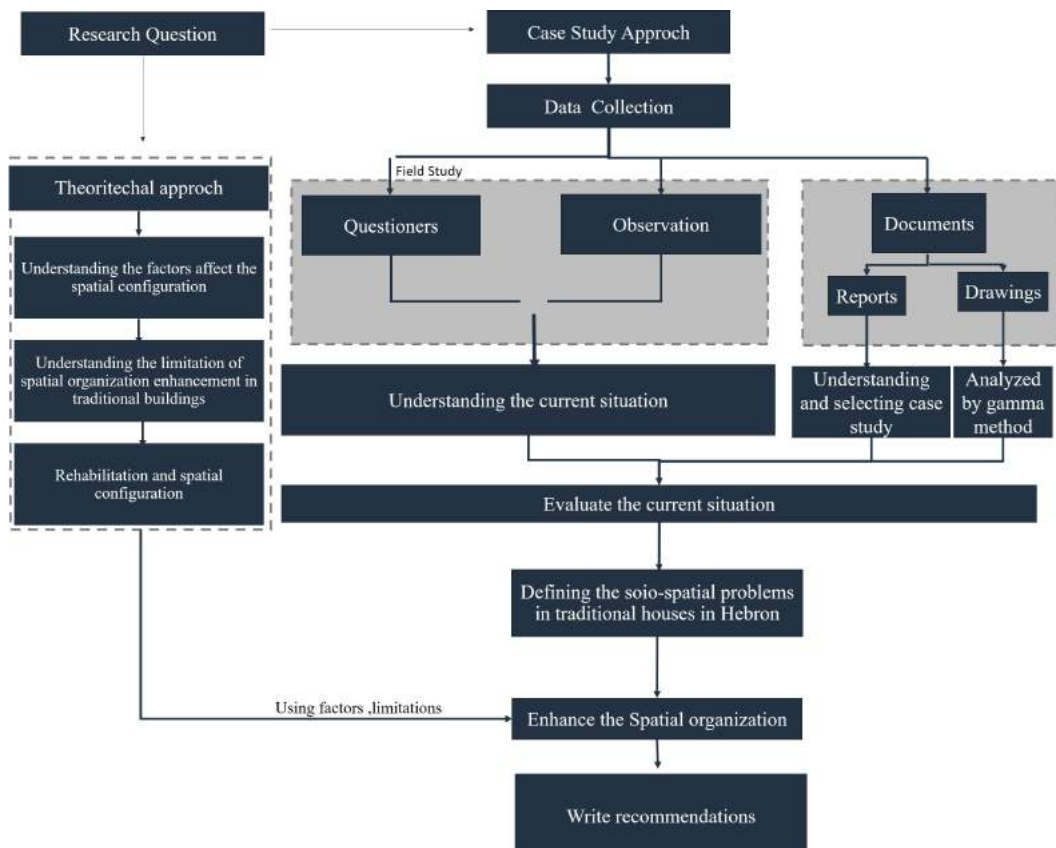 Research Question
Case Study Approch
Data Collection
Theoritechal approch
Understanding the factors affect the
spatial configuration
Understanding the limitation of
spatial organization enhancement in
traditional buildings
Rehabilitation and spatial
configuration
Field Study
Questioners
Observation
Documents
Reports
Drawings
Understanding the current situation
Understanding
and selecting case
study
Analyzed
by gamma
method
Evaluate the current situation
Defining the soio-spatial problems
in traditional houses in Hebron
Using factors ,limitations
Enhance the Spatial organization
Write recommendations